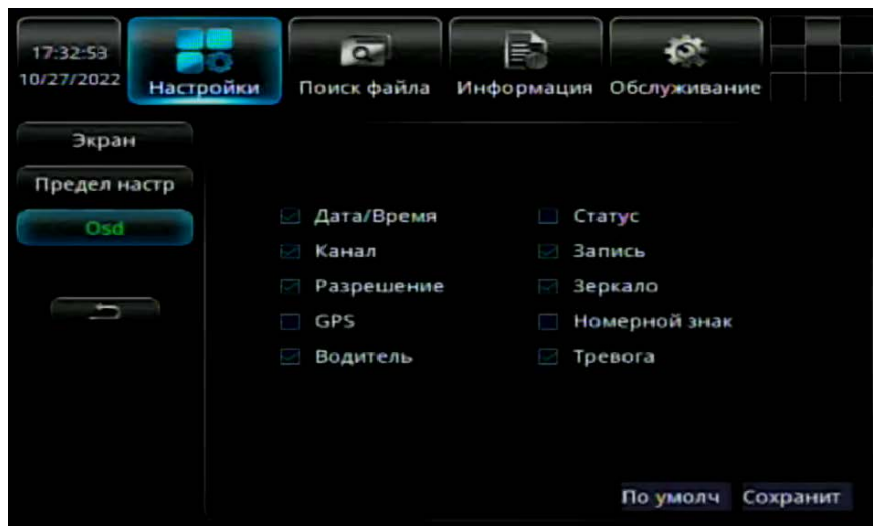 17:32:53
10/27/2022
Настройки
Поиск файла
Информация
Обслуживание
Экран
Предел настр
Osd
Дата/Время
Статус
Канал
Запись
Разрешение
Зеркало
GPS
Номерной знак
Водитель
Тревога
По умолч
Сохранит